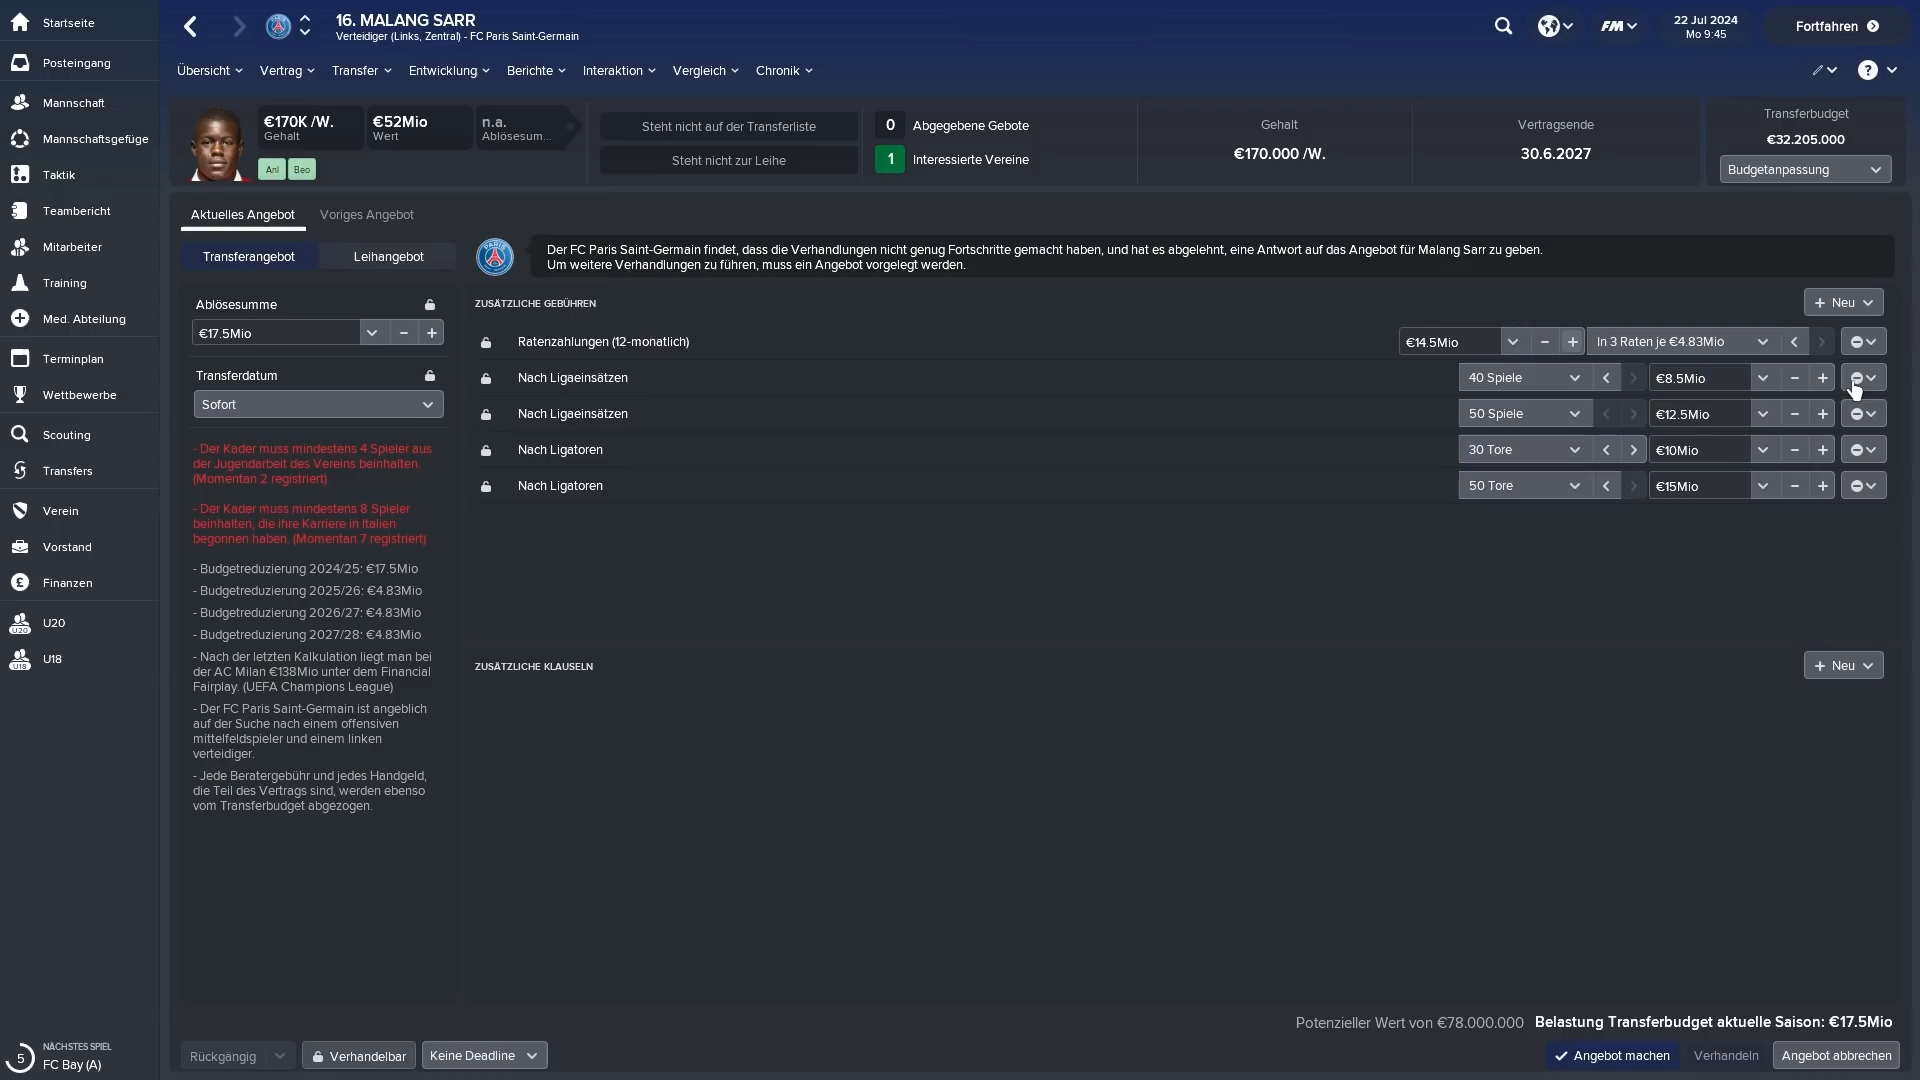 Startseite
Posteingang
Mannschaft
Mannschaftsgefüge
Taktik
Teambericht
Mitarbeiter
Training
Med. Abteilung
Terminplan
Wettbewerbe
Scouting
Transfers
Verein
Vorstand
Finanzen
U20
U18
NÄCHSTES SPIEL
5
FC Bay (A)
16. MALANG SARR
Verteidiger (Links, Zentral) - FC Paris Saint-Germain
FM
22 Jul 2024
Mo 9:45
Fortfahren
Übersicht Vertrag Transfer Entwicklung Berichte Interaktion Vergleich Chronik
€170K /W.
Gehalt
€52Mio
Wert
n.a.
Ablösesum...
Anl Beo
Steht nicht auf der Transferliste
Steht nicht zur Leihe
0 Abgegebene Gebote
1 Interessierte Vereine
Gehalt
€170.000 /W.
Vertragsende
30.6.2027
Transferbudget
€32.205.000
Budgetanpassung
Aktuelles Angebot Voriges Angebot
Transferangebot Leihangebot
Der FC Paris Saint-Germain findet, dass die Verhandlungen nicht genug Fortschritte gemacht haben, und hat es abgelehnt, eine Antwort auf das Angebot für Malang Sarr zu geben.
Um weitere Verhandlungen zu führen, muss ein Angebot vorgelegt werden.
Ablösesumme
€17.5Mio
Transferdatum
Sofort
- Der Kader muss mindestens 4 Spieler aus
der Jugendarbeit des Vereins beinhalten.
(Momentan 2 registriert)
- Der Kader muss mindestens 8 Spieler
beinhalten, die ihre Karriere in Italien
begonnen haben. (Momentan 7 registriert)
- Budgetreduzierung 2024/25: €17.5Mio
- Budgetreduzierung 2025/26: €4.83Mio
- Budgetreduzierung 2026/27: €4.83Mio
- Budgetreduzierung 2027/28: €4.83Mio
- Nach der letzten Kalkulation liegt man bei
der AC Milan €138Mio unter dem Financial
Fairplay. (UEFA Champions League)
- Der FC Paris Saint-Germain ist angeblich
auf der Suche nach einem offensiven
mittelfeldspieler und einem linken
verteidiger.
- Jede Beratergebühr und jedes Handgeld,
die Teil des Vertrags sind, werden ebenso
vom Transferbudget abgezogen.
ZUSÄTZLICHE GEBÜHREN
+ Neu
Ratenzahlungen (12-monatlich) €14.5Mio In 3 Raten je €4.83Mio
Nach Ligaeinsätzen 40 Spiele €8.5Mio
Nach Ligaeinsätzen 50 Spiele €12.5Mio
Nach Ligatoren 30 Tore €10Mio
Nach Ligatoren 50 Tore €15Mio
ZUSÄTZLICHE KLAUSELN
+ Neu
Potenzieller Wert von €78.000.000 Belastung Transferbudget aktuelle Saison: €17.5Mio
Rückgängig Verhandelbar Keine Deadline
Angebot machen Verhandeln Angebot abbrechen